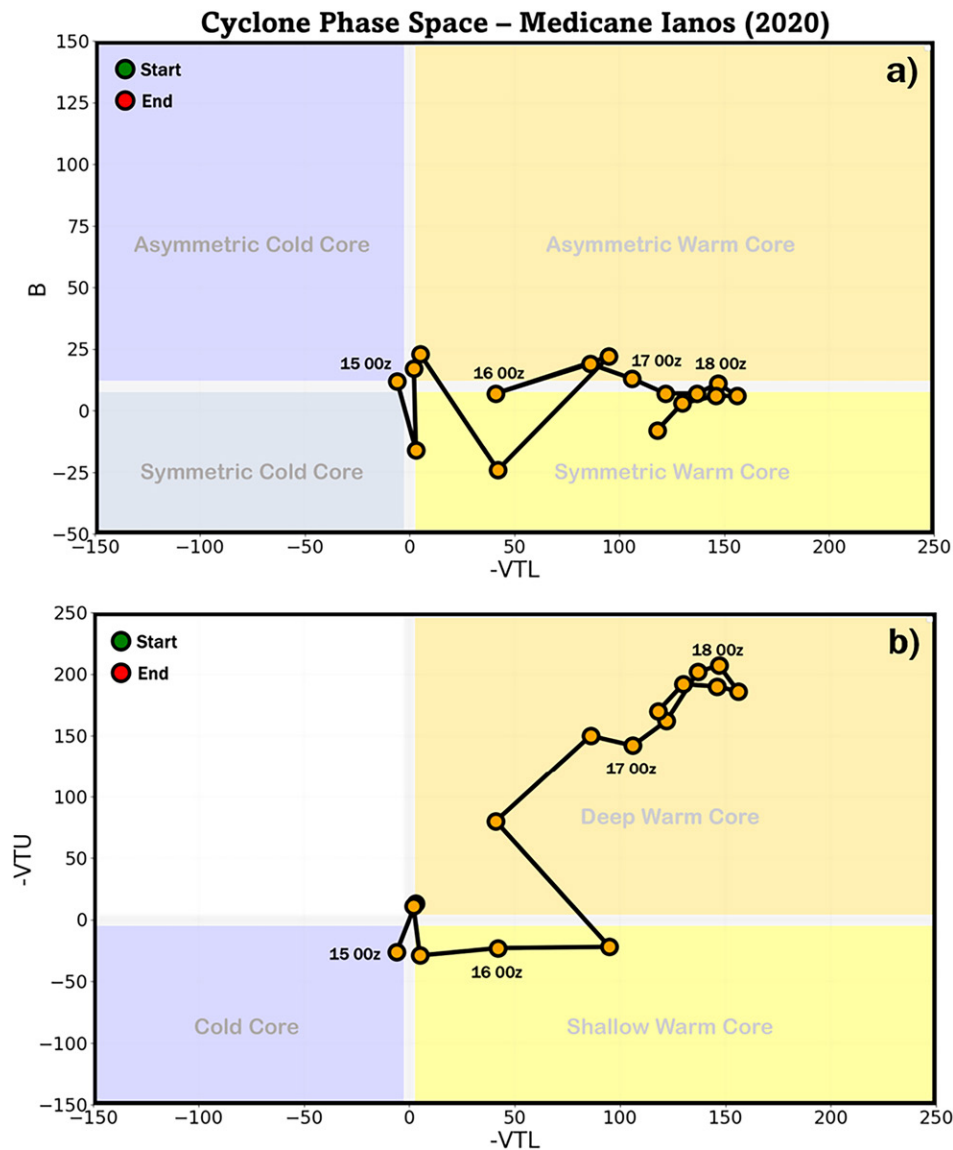 Cyclone Phase Space – Medicane Ianos (2020)
150
Start
a)
End
125
100
75
Asymmetric Cold Core
Asymmetric Warm Core
B
50
25
15 00z
16 00z
17 00z
18 00z
0
−25
Symmetric Cold Core
Symmetric Warm Core
−50
−150
−100
−50
0
50
100
150
200
250
-VTL
250
Start
b)
End
18 00z
200
150
17 00z
100
Deep Warm Core
-VTU
50
0
15 00z
16 00z
−50
Cold Core
Shallow Warm Core
−100
−150
−150
−100
−50
0
50
100
150
200
250
-VTL